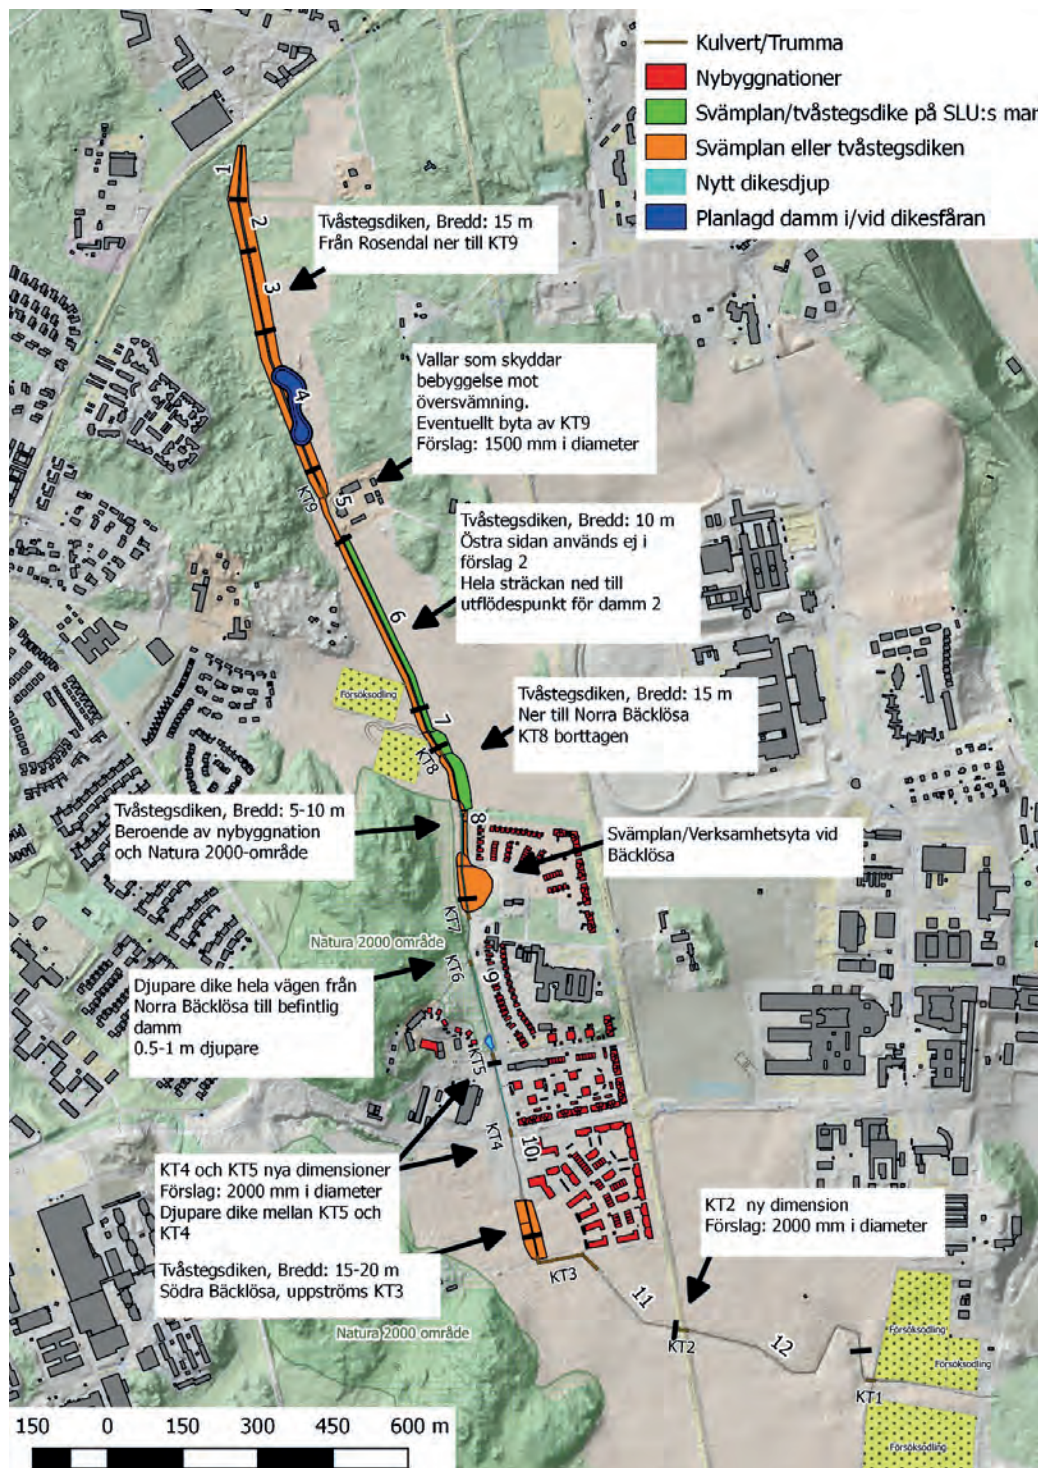 Kulvert/Trumma
Nybyggnationer
Svämplan/tvåstegsdike på SLU:s mar
Svämplan eller tvåstegsdiken
Nytt dikesdjup
Planlagd damm i/vid dikesfåran
1
2
Tvåstegsdiken, Bredd: 15 m
Från Rosendal ner till KT9
3
Vallar som skyddar
bebyggelse mot
översvämning.
Eventuellt byta av KT9
Förslag: 1500 mm i diameter
4
KT9
5
Tvåstegsdiken, Bredd: 10 m
Östra sidan används ej i
förslag 2
Hela sträckan ned till
utflödespunkt för damm 2
6
Försöksodling
7
KT8
Tvåstegsdiken, Bredd: 15 m
Ner till Norra Bäcklösa
KT8 borttagen
Tvåstegsdiken, Bredd: 5-10 m
Beroende av nybyggnation
och Natura 2000-område
8
Svämplan/Verksamhetsyta vid
Bäcklösa
KT7
Natura 2000 område
KT6
9
Djupare dike hela vägen från
Norra Bäcklösa till befintlig
damm
0.5-1 m djupare
KT5
KT4
10
KT4 och KT5 nya dimensioner
Förslag: 2000 mm i diameter
Djupare dike mellan KT5 och
KT4
KT2 ny dimension
Förslag: 2000 mm i diameter
Tvåstegsdiken, Bredd: 15-20 m
Södra Bäcklösa, uppströms KT3
KT3
11
Natura 2000 område
KT2
12
Försöksodling
Försöksodling
KT1
150 0 150 300 450 600 m
Försöksodling